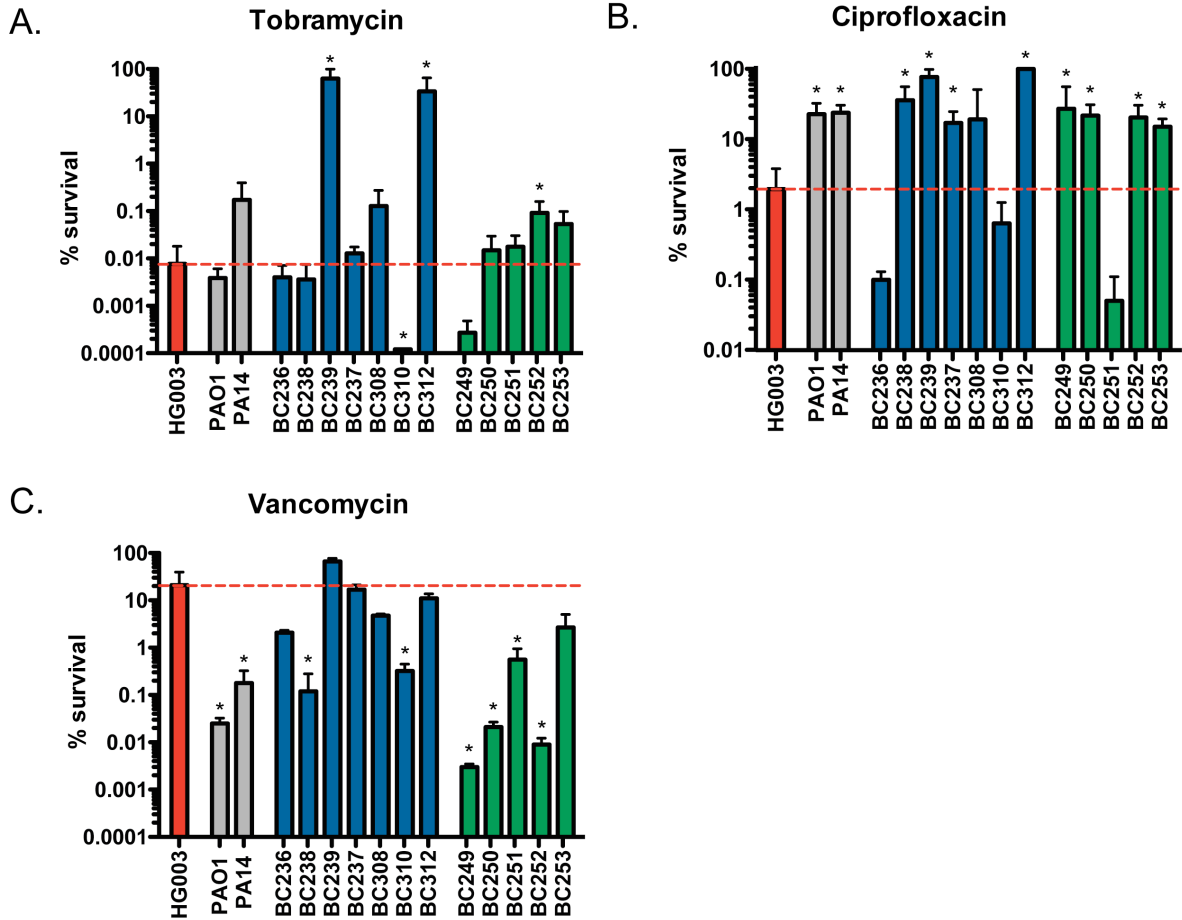 A.
Tobramycin
% survival
100
10
1
0.1
0.01
0.001
0.0001
* * * *
HG003 PAO1 PA14 BC236 BC238 BC239 BC237 BC308 BC310 BC312 BC249 BC250 BC251 BC252 BC253
B.
Ciprofloxacin
% survival
100
10
1
0.1
0.01
* * * * * * * * * *
HG003 PAO1 PA14 BC236 BC238 BC239 BC237 BC308 BC310 BC312 BC249 BC250 BC251 BC252 BC253
C.
Vancomycin
% survival
100
10
1
0.1
0.01
0.001
0.0001
* * * * * * * *
HG003 PAO1 PA14 BC236 BC238 BC239 BC237 BC308 BC310 BC312 BC249 BC250 BC251 BC252 BC253